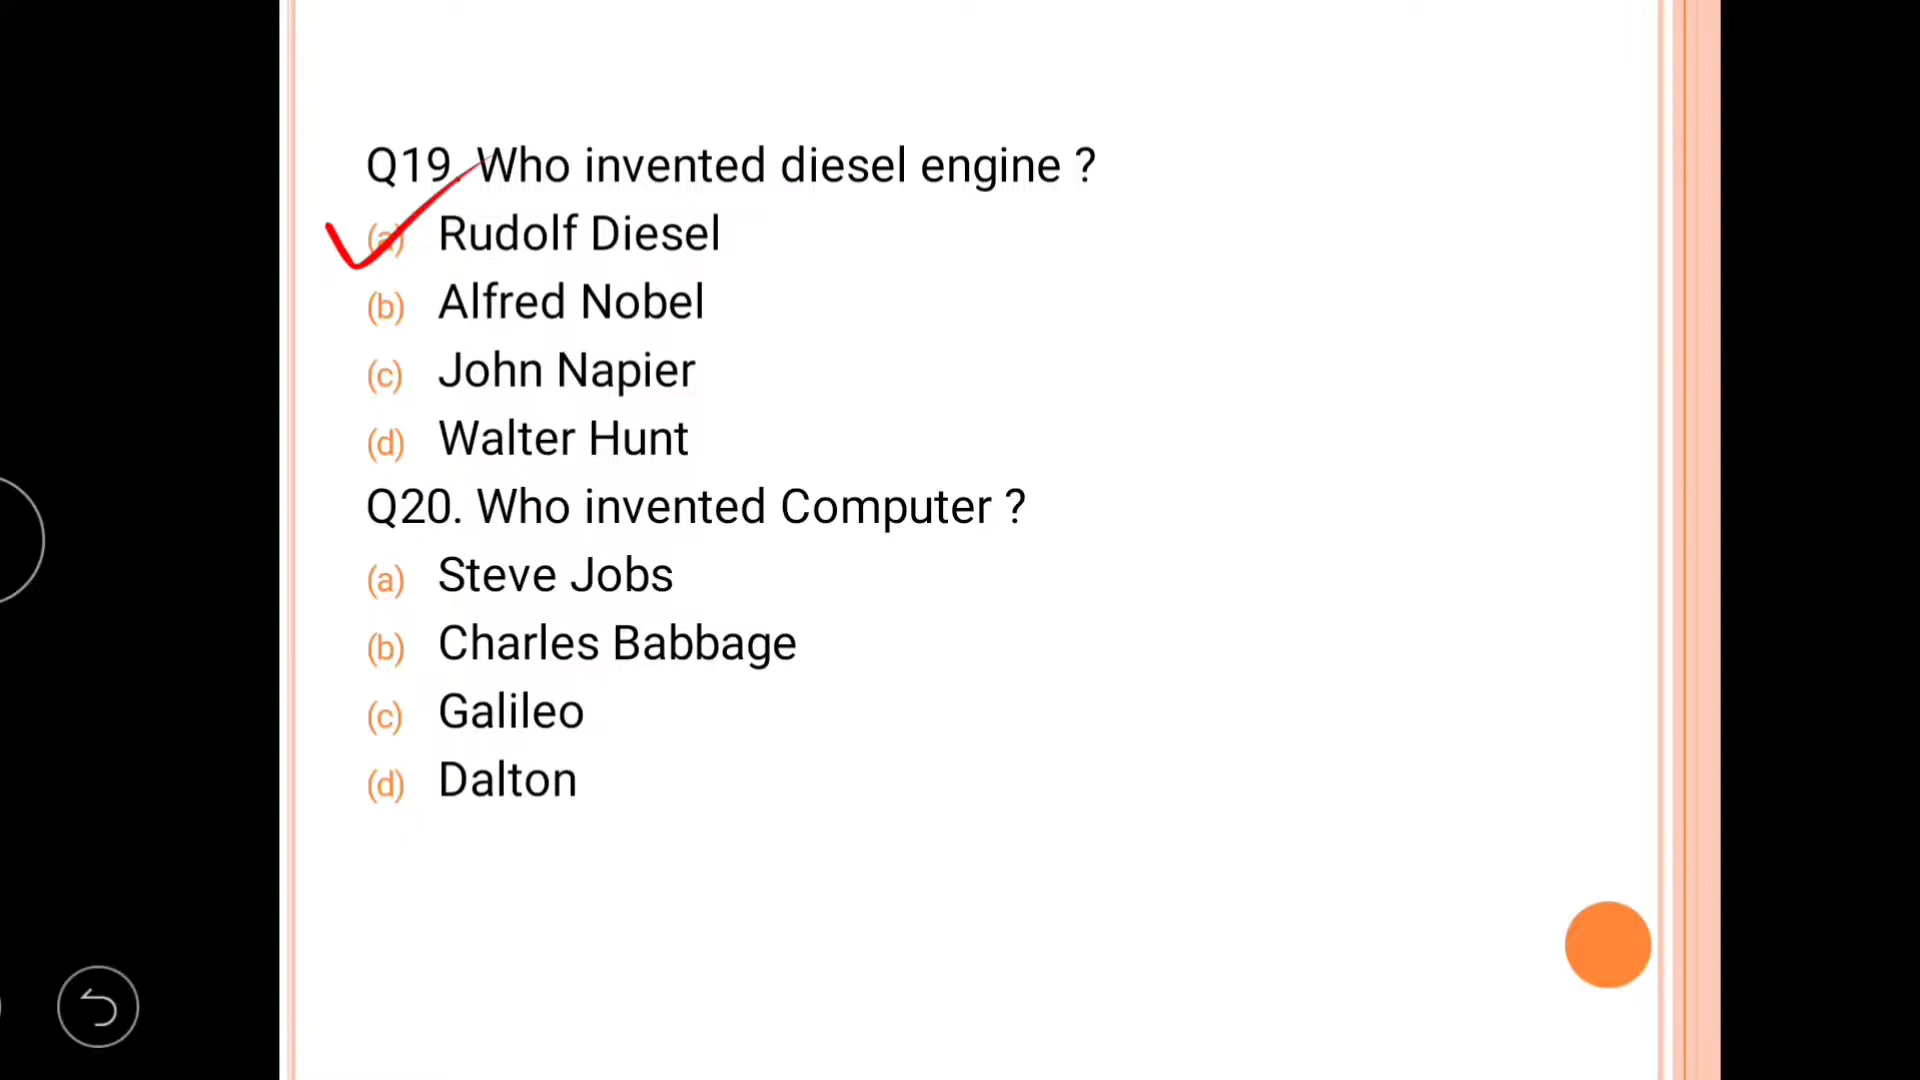 Q19. Who invented diesel engine ?
(a) Rudolf Diesel
(b) Alfred Nobel
(c) John Napier
(d) Walter Hunt
Q20. Who invented Computer ?
(a) Steve Jobs
(b) Charles Babbage
(c) Galileo
(d) Dalton